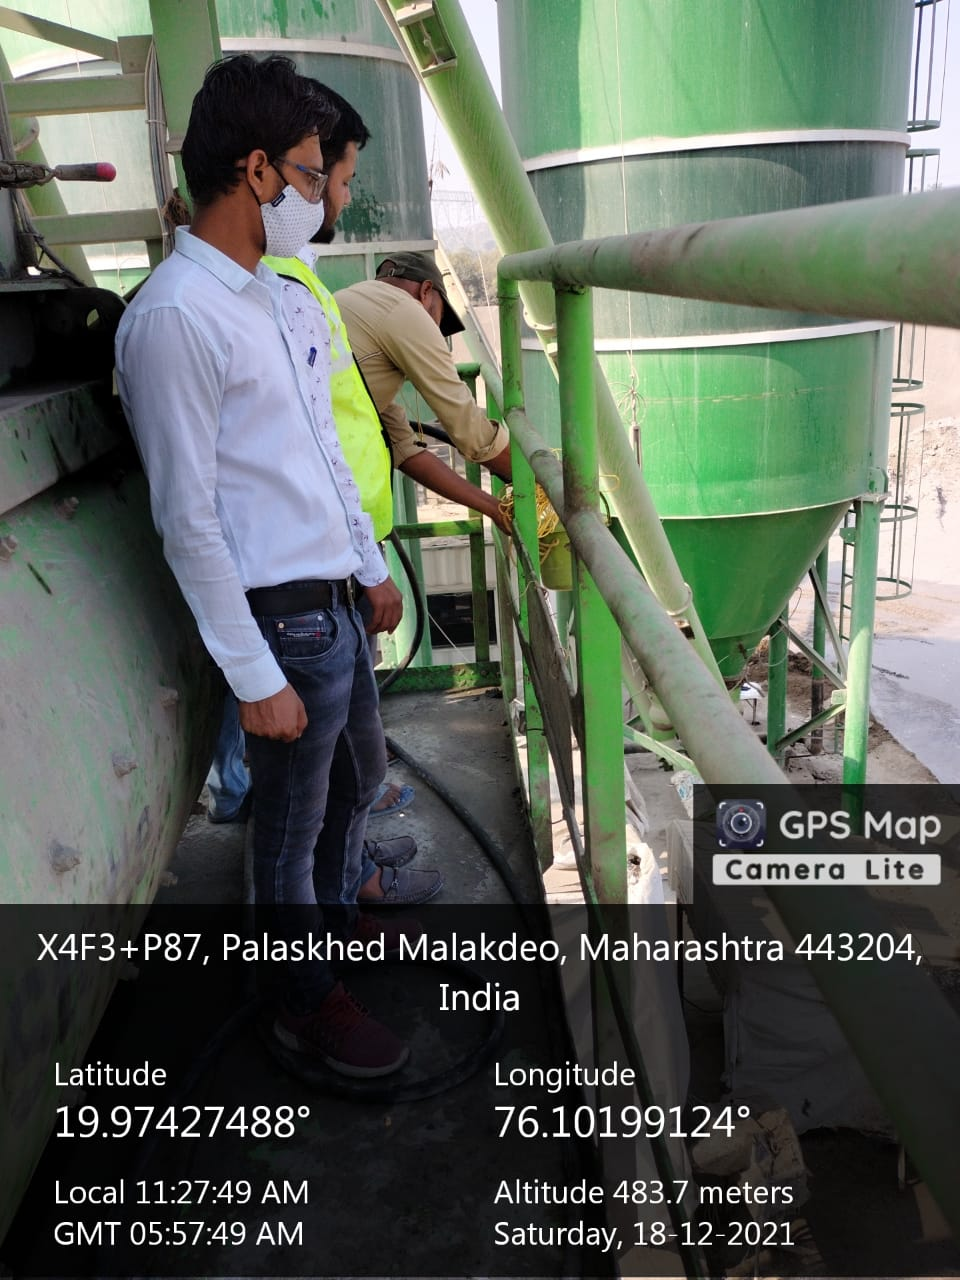 GPS Map
Camera Lite
X4F3+P87, Palaskhed Malakdeo, Maharashtra 443204,
India
Latitude
19.97427488°
Longitude
76.10199124°
Local 11:27:49 AM
GMT 05:57:49 AM
Altitude 483.7 meters
Saturday, 18-12-2021